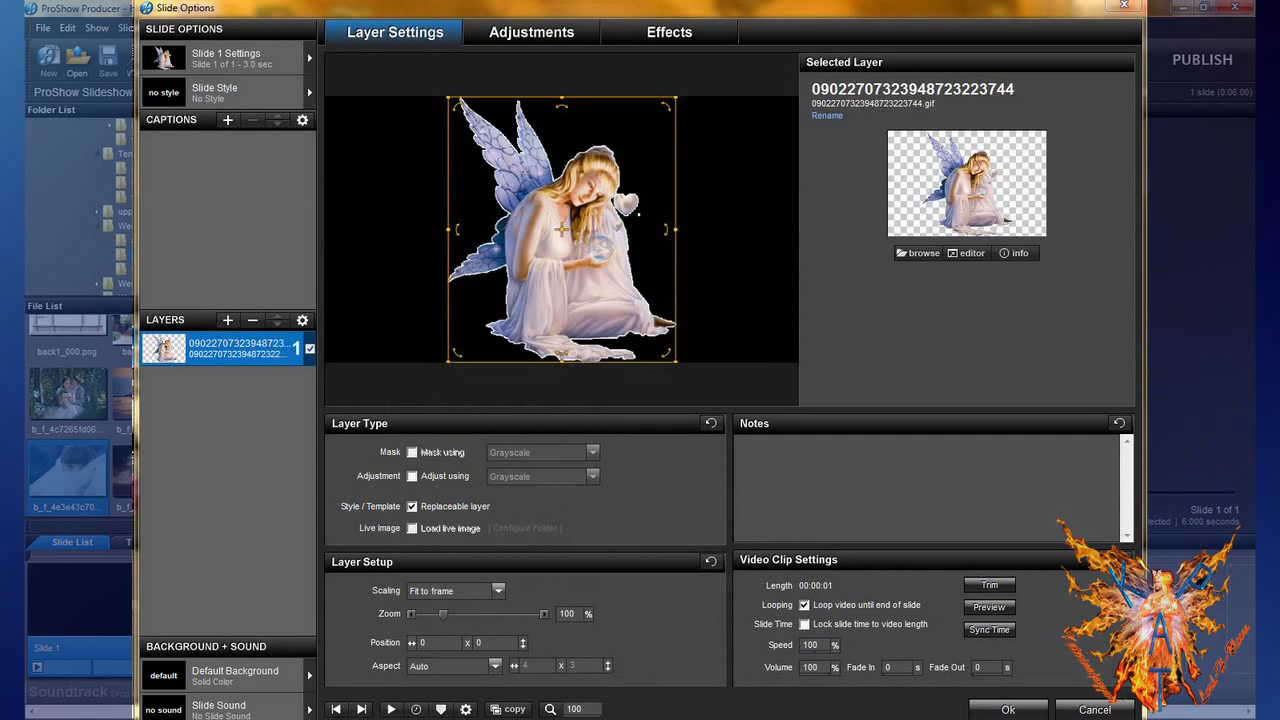 ProShow Producer - 
Slide Options
File Edit Show
New Open Save
ProShow Slideshow
Folder List
File List
back1_000.png
b_f_4c7265fd06...
b_f_4e3e43c70...
Slide List
Slide 1
Soundtrack
SLIDE OPTIONS
Slide 1 Settings
Slide 1 of 1 - 3.0 sec
no style
Slide Style
No Style
CAPTIONS
LAYERS
09022707323948723...
090227073239487232 2...
1
BACKGROUND + SOUND
default
Default Background
Solid Color
no sound
Slide Sound
No Slide Sound
Layer Settings
Adjustments
Effects
Selected Layer
09022707323948723223744
09022707323948723223744.gif
Rename
browse
editor
info
Layer Type
Mask Mask using Grayscale
Adjustment Adjust using Grayscale
Style / Template Replaceable layer
Live Image Load live image [ Configure Folder ]
Layer Setup
Scaling Fit to frame
Zoom 100 %
Position 0 x 0
Aspect Auto 4 x 3
copy
100
Notes
Video Clip Settings
Length 00:00:01 Trim
Looping Loop video until end of slide Preview
Slide Time Lock slide time to video length Sync Time
Speed 100 %
Volume 100 % Fade In 0 s Fade Out 0 s
Ok
Cancel
PUBLISH
1 slide (0:06.00)
Slide 1 of 1
6.000 seconds